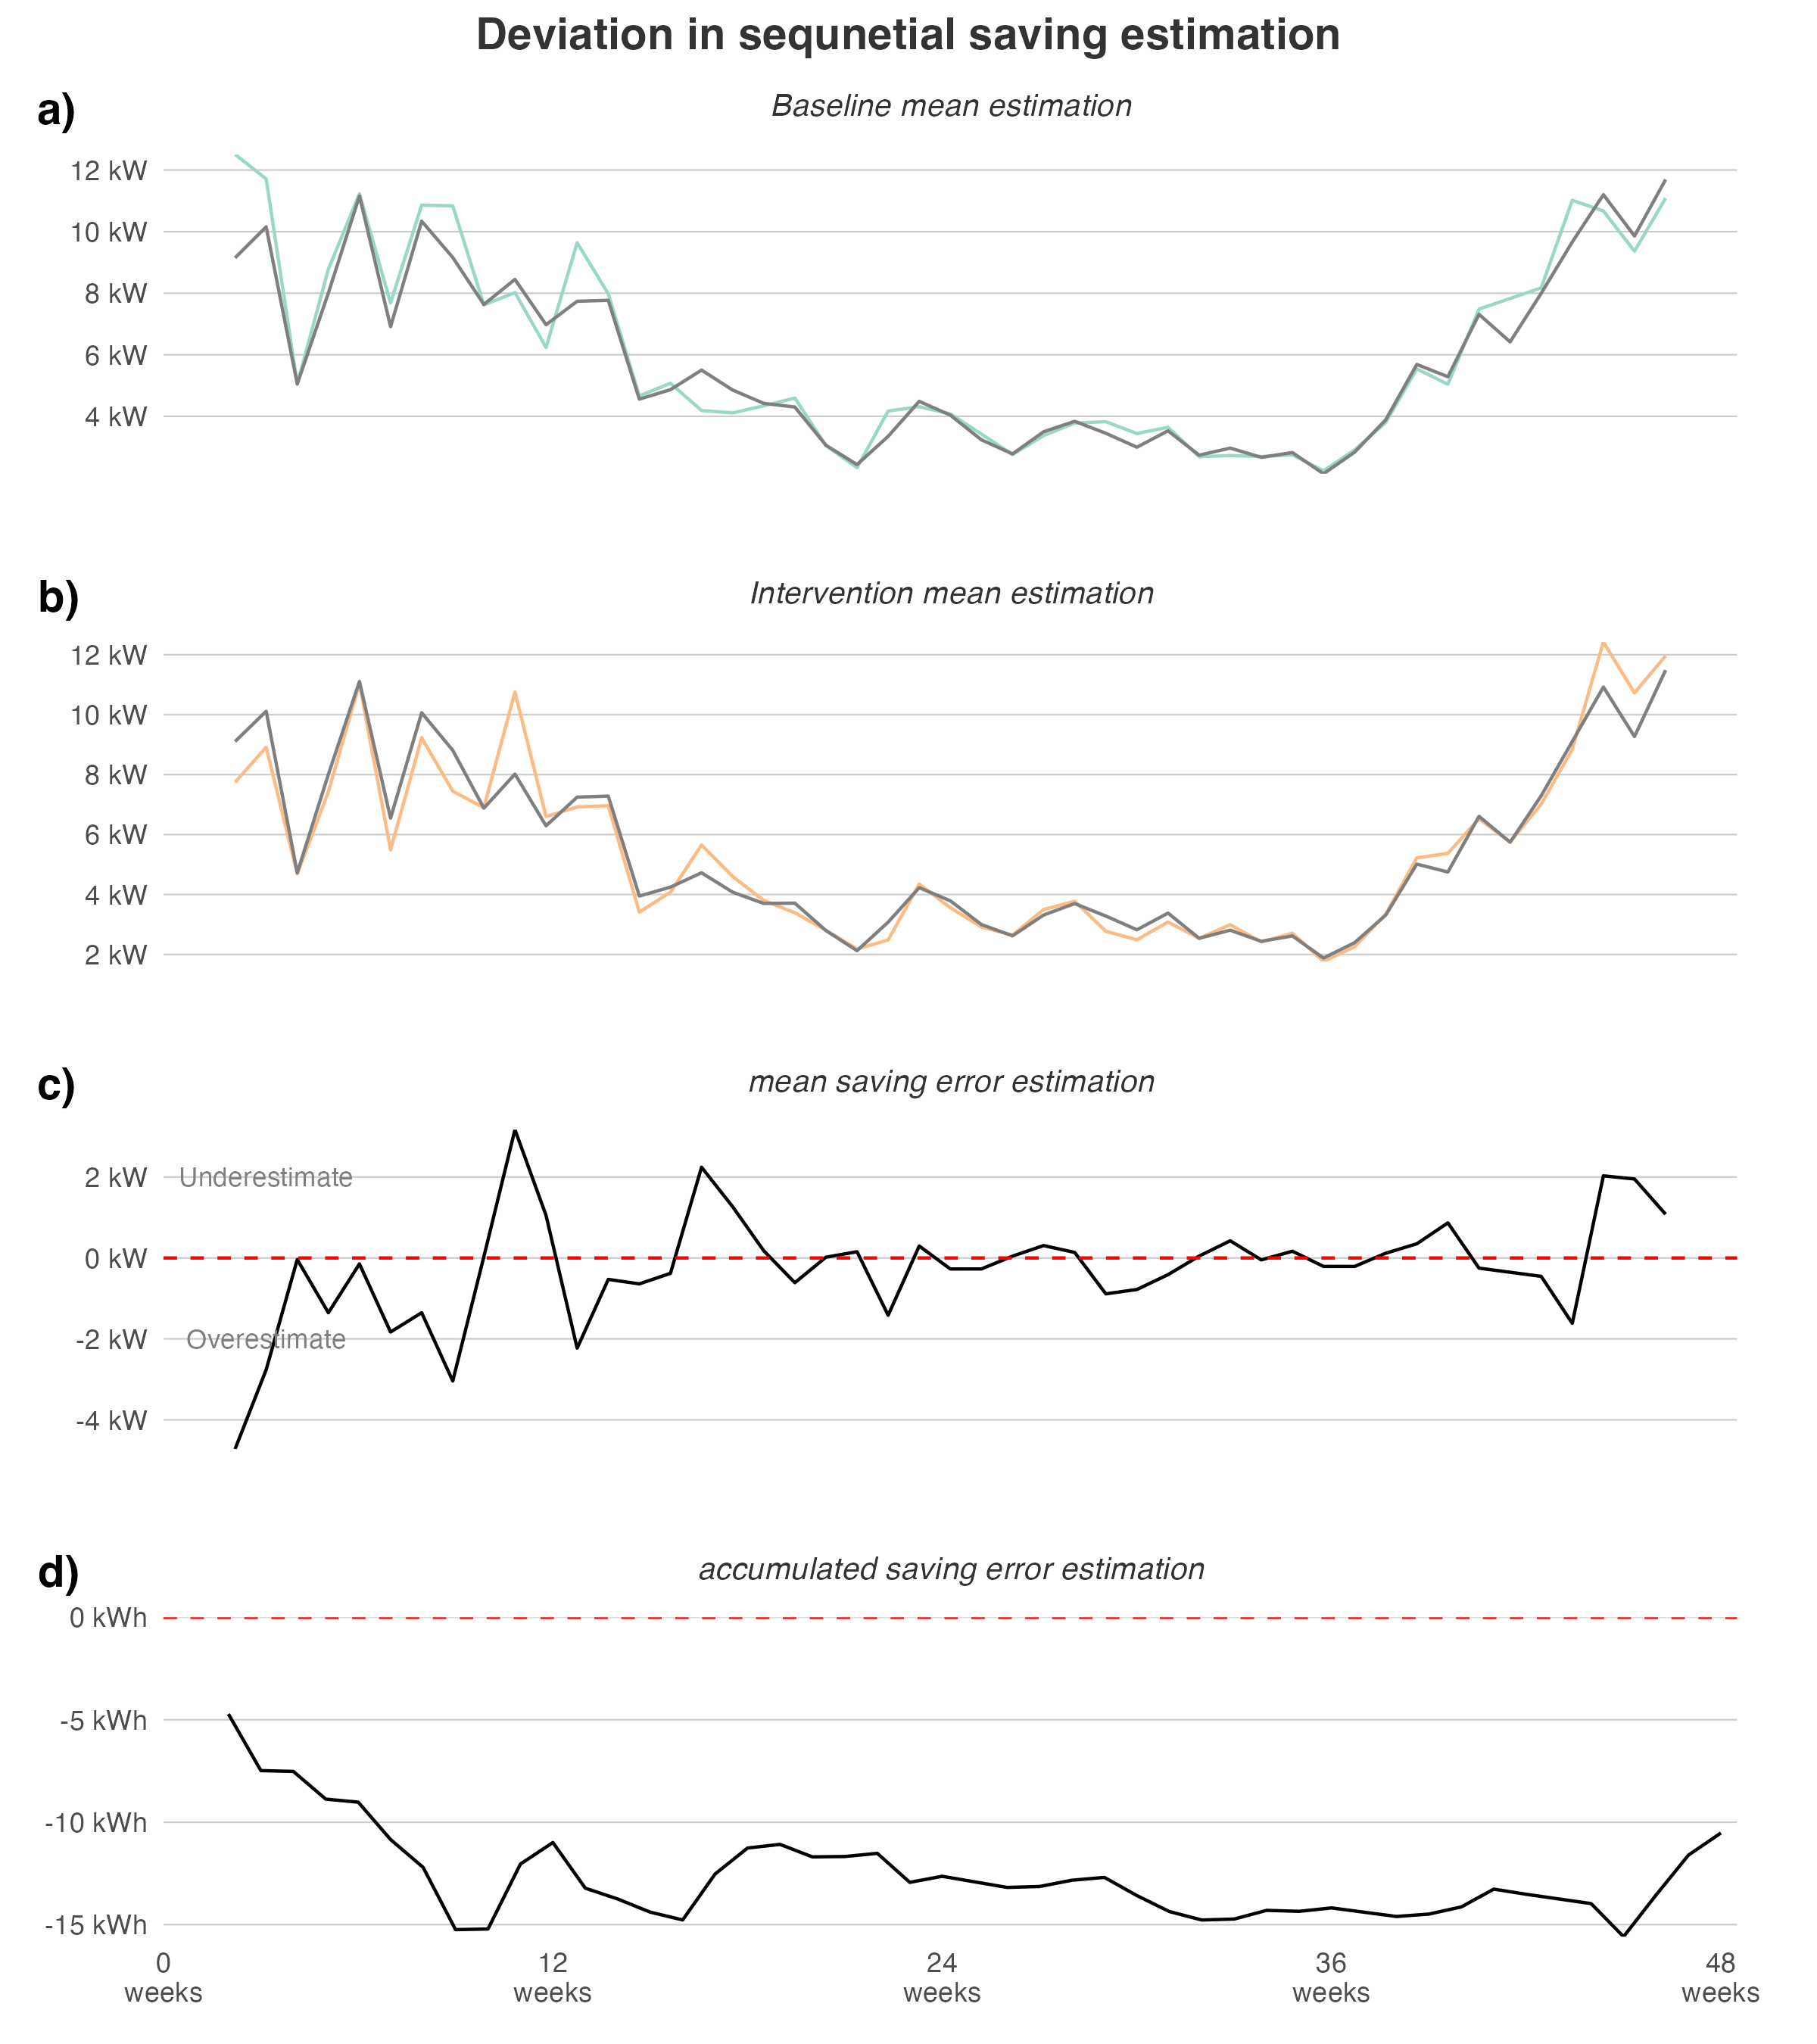 Deviation in sequnetial saving estimation
a)
Baseline mean estimation
12 kW
10 kW
8 kW
6 kW
4 kW
b)
Intervention mean estimation
12 kW
10 kW
8 kW
6 kW
4 kW
2 kW
c)
mean saving error estimation
2 kW
Underestimate
0 kW
-2 kW
Overestimate
-4 kW
d)
accumulated saving error estimation
0 kWh
-5 kWh
-10 kWh
-15 kWh
0 12 24 36 48
weeks weeks weeks weeks weeks